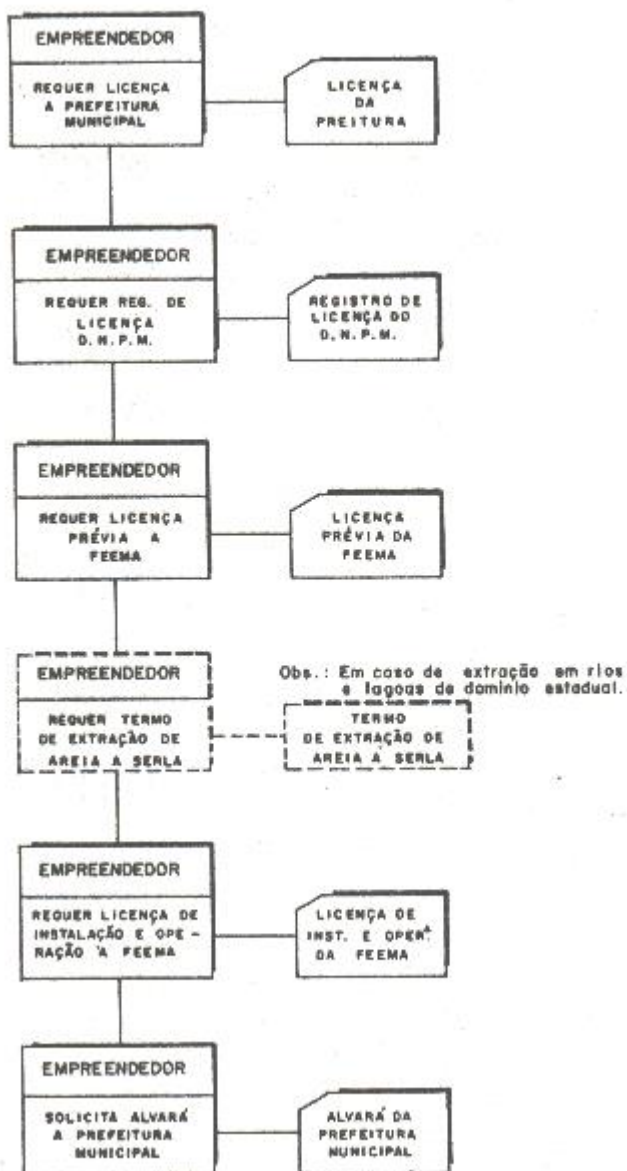 EMPREENDEDOR
REQUER LICENÇA
A PREFEITURA
MUNICIPAL
LICENÇA
DA
PREITURA
EMPREENDEDOR
REQUER REG. DE
LICENÇA
D.N.P.M.
REGISTRO DE
LICENÇA DO
D.N.P.M.
EMPREENDEDOR
REQUER LICENÇA
PRÉVIA A
FEEMA
LICENÇA
PRÉVIA DA
FEEMA
EMPREENDEDOR
REQUER TERMO
DE EXTRAÇÃO DE
AREIA A SERLA
Obs.: Em caso de extração em rios
e lagoas de domínio estadual.
TERMO
DE EXTRAÇÃO DE
AREIA A SERLA
EMPREENDEDOR
REQUER LICENÇA DE
INSTALAÇÃO E OPE-
RAÇÃO À FEEMA
LICENÇA DE
INST. E OPERª.
DA FEEMA
EMPREENDEDOR
SOLICITA ALVARÁ
A PREFEITURA
MUNICIPAL
ALVARÁ DA
PREFEITURA
MUNICIPAL